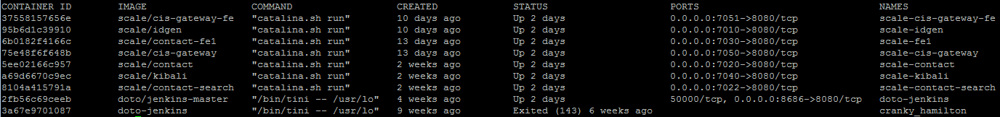 CONTAINER ID IMAGE COMMAND CREATED STATUS PORTS NAMES
37558157656e scale/cis-gateway-fe "catalina.sh run" 10 days ago Up 2 days 0.0.0.0:7051->8080/tcp scale-cis-gateway-fe
95b6d1c39910 scale/idgen "catalina.sh run" 10 days ago Up 2 days 0.0.0.0:7010->8080/tcp scale-idgen
6b0182f4166c scale/contact-fe1 "catalina.sh run" 13 days ago Up 2 days 0.0.0.0:7030->8080/tcp scale-fe1
75e48f6f648b scale/cis-gateway "catalina.sh run" 13 days ago Up 2 days 0.0.0.0:7050->8080/tcp scale-cis-gateway
5ee02166c957 scale/contact "catalina.sh run" 2 weeks ago Up 2 days 0.0.0.0:7020->8080/tcp scale-contact
a69d6670c9ec scale/kibali "catalina.sh run" 2 weeks ago Up 2 days 0.0.0.0:7040->8080/tcp scale-kibali
8104a415791a scale/contact-search "catalina.sh run" 2 weeks ago Up 2 days 0.0.0.0:7022->8080/tcp scale-contact-search
2fb56c69ceeb doto/jenkins-master "/bin/tini -- /usr/lo" 4 weeks ago Up 2 days 50000/tcp, 0.0.0.0:8686->8080/tcp doto-jenkins
3a67e9701087 doto-jenkins "/bin/tini -- /usr/lo" 9 weeks ago Exited (143) 6 weeks ago cranky_hamilton